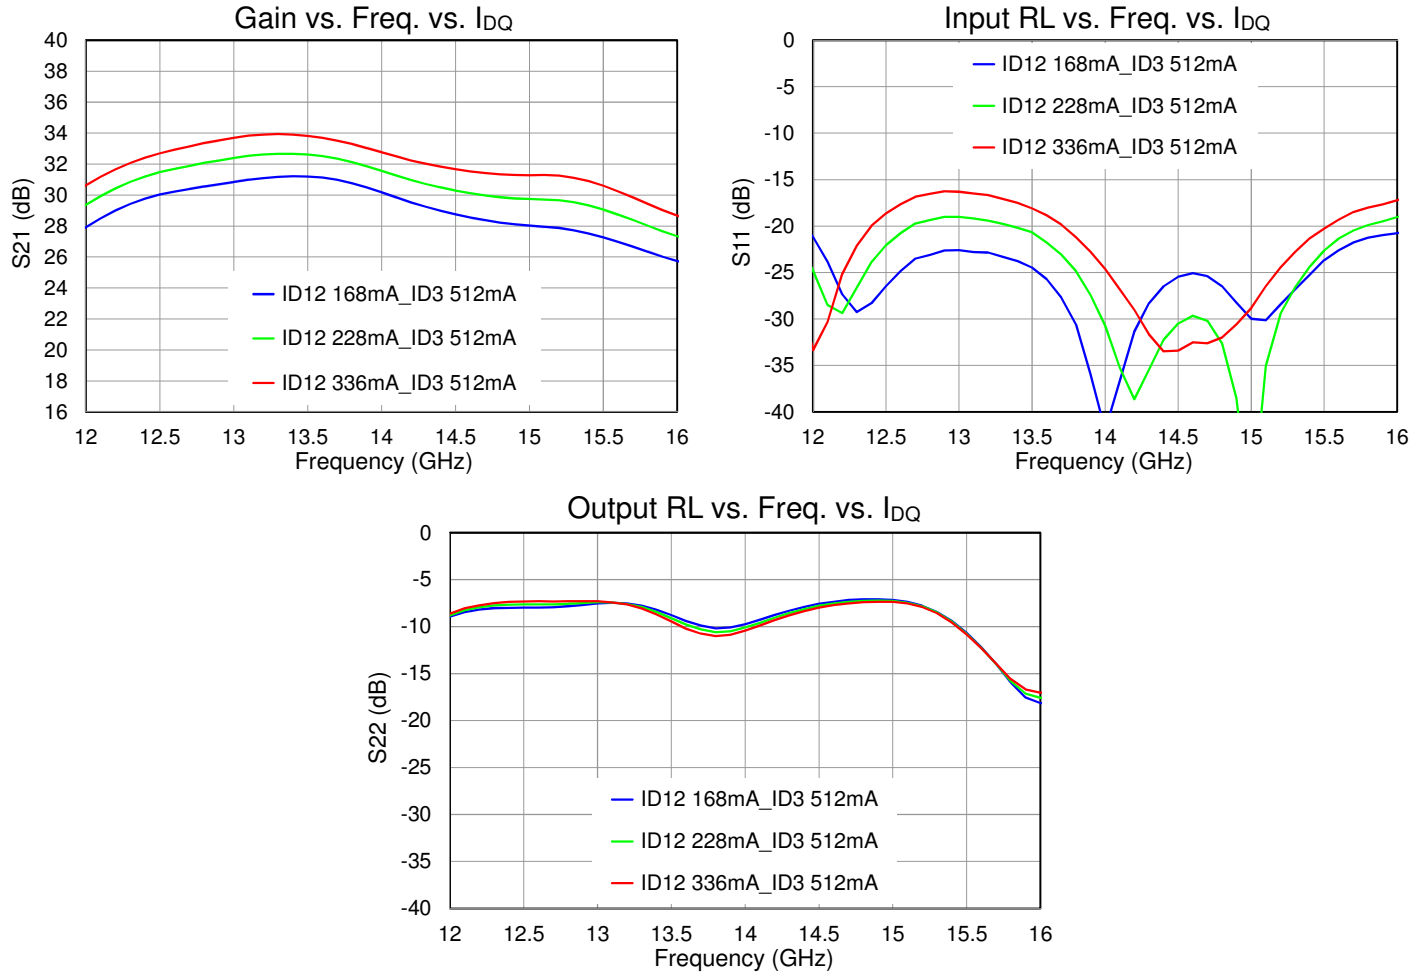 Gain vs. Freq. vs. IDQ
40
38
36
34
32
30
28
26
24
22
20
18
16
S21 (dB)
ID12 168mA_ID3 512mA
ID12 228mA_ID3 512mA
ID12 336mA_ID3 512mA
12 12.5 13 13.5 14 14.5 15 15.5 16
Frequency (GHz)
Input RL vs. Freq. vs. IDQ
0
-5
-10
-15
-20
-25
-30
-35
-40
S11 (dB)
ID12 168mA_ID3 512mA
ID12 228mA_ID3 512mA
ID12 336mA_ID3 512mA
12 12.5 13 13.5 14 14.5 15 15.5 16
Frequency (GHz)
Output RL vs. Freq. vs. IDQ
0
-5
-10
-15
-20
-25
-30
-35
-40
S22 (dB)
ID12 168mA_ID3 512mA
ID12 228mA_ID3 512mA
ID12 336mA_ID3 512mA
12 12.5 13 13.5 14 14.5 15 15.5 16
Frequency (GHz)